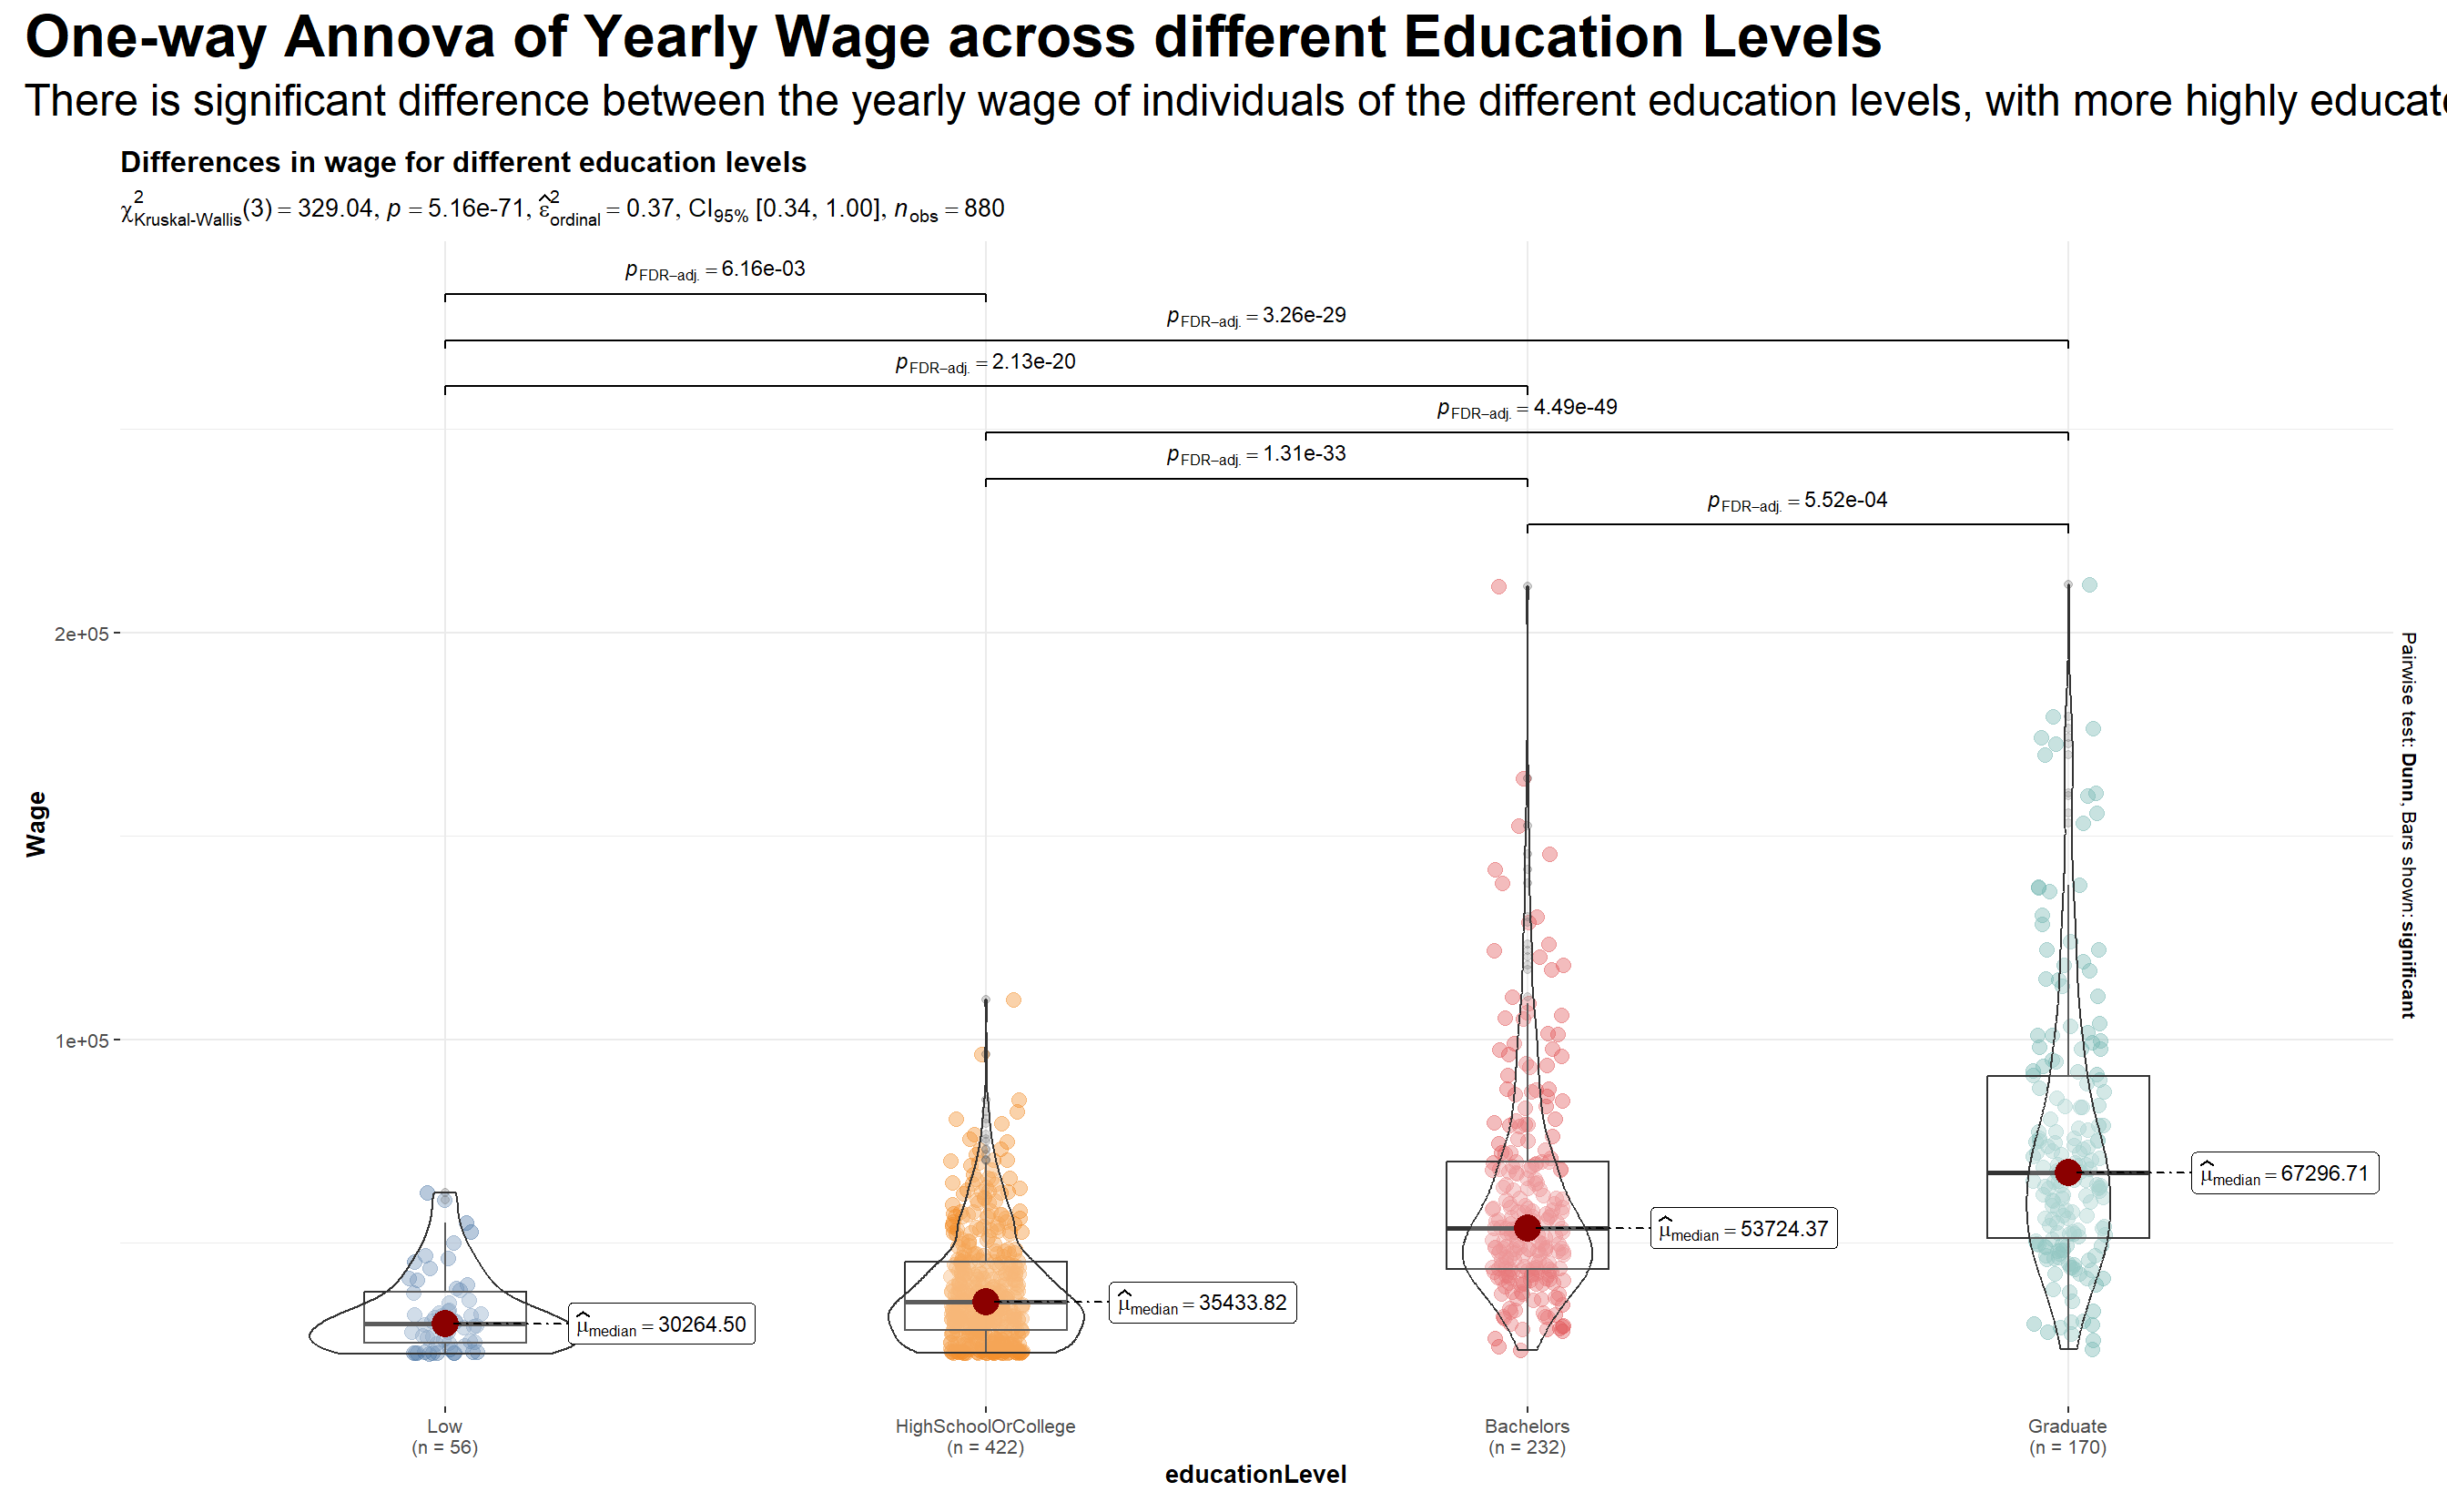 One-way Annova of Yearly Wage across different Education Levels
There is significant difference between the yearly wage of individuals of the different education levels, with more highly educat
Differences in wage for different education levels
χ²Kruskal-Wallis(3) = 329.04, p = 5.16e-71, ε̂²ordinal = 0.37, CI95% [0.34, 1.00], nobs = 880
pFDR–adj. = 6.16e-03
pFDR–adj. = 3.26e-29
pFDR–adj. = 2.13e-20
pFDR–adj. = 4.49e-49
pFDR–adj. = 1.31e-33
pFDR–adj. = 5.52e-04
2e+05
1e+05
Wage
Pairwise test: Dunn, Bars shown: significant
μ̂median = 67296.71
μ̂median = 53724.37
μ̂median = 35433.82
μ̂median = 30264.50
Low
(n = 56)
HighSchoolOrCollege
(n = 422)
Bachelors
(n = 232)
Graduate
(n = 170)
educationLevel